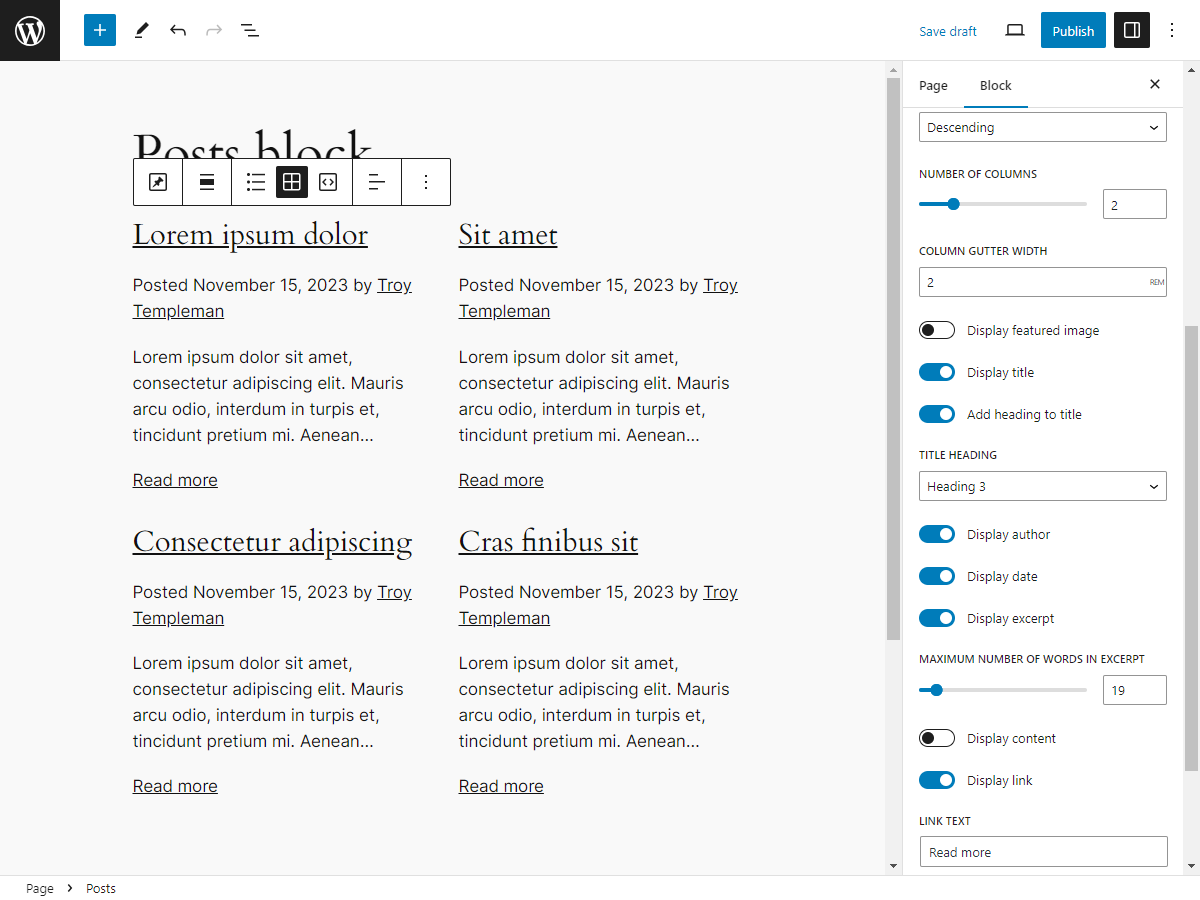 Save draft
Publish
Posts block
Lorem ipsum dolor
Posted November 15, 2023 by Troy
Templeman
Lorem ipsum dolor sit amet,
consectetur adipiscing elit. Mauris
arcu odio, interdum in turpis et,
tincidunt pretium mi. Aenean…
Read more
Sit amet
Posted November 15, 2023 by Troy
Templeman
Lorem ipsum dolor sit amet,
consectetur adipiscing elit. Mauris
arcu odio, interdum in turpis et,
tincidunt pretium mi. Aenean…
Read more
Consectetur adipiscing
Posted November 15, 2023 by Troy
Templeman
Lorem ipsum dolor sit amet,
consectetur adipiscing elit. Mauris
arcu odio, interdum in turpis et,
tincidunt pretium mi. Aenean…
Read more
Cras finibus sit
Posted November 15, 2023 by Troy
Templeman
Lorem ipsum dolor sit amet,
consectetur adipiscing elit. Mauris
arcu odio, interdum in turpis et,
tincidunt pretium mi. Aenean…
Read more
Page Block
Descending
NUMBER OF COLUMNS
2
COLUMN GUTTER WIDTH
2 REM
Display featured image
Display title
Add heading to title
TITLE HEADING
Heading 3
Display author
Display date
Display excerpt
MAXIMUM NUMBER OF WORDS IN EXCERPT
19
Display content
Display link
LINK TEXT
Read more
Page Posts